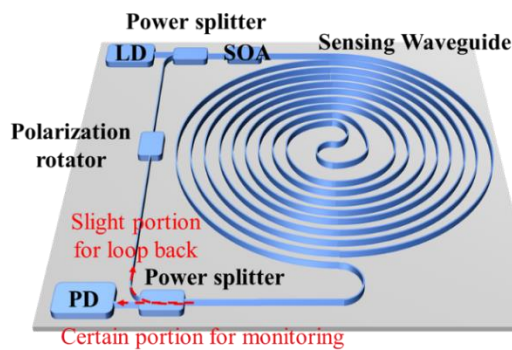 Power splitter
LD
SOA
Sensing Waveguide
Polarization
rotator
Slight portion
for loop back
Power splitter
PD
Certain portion for monitoring